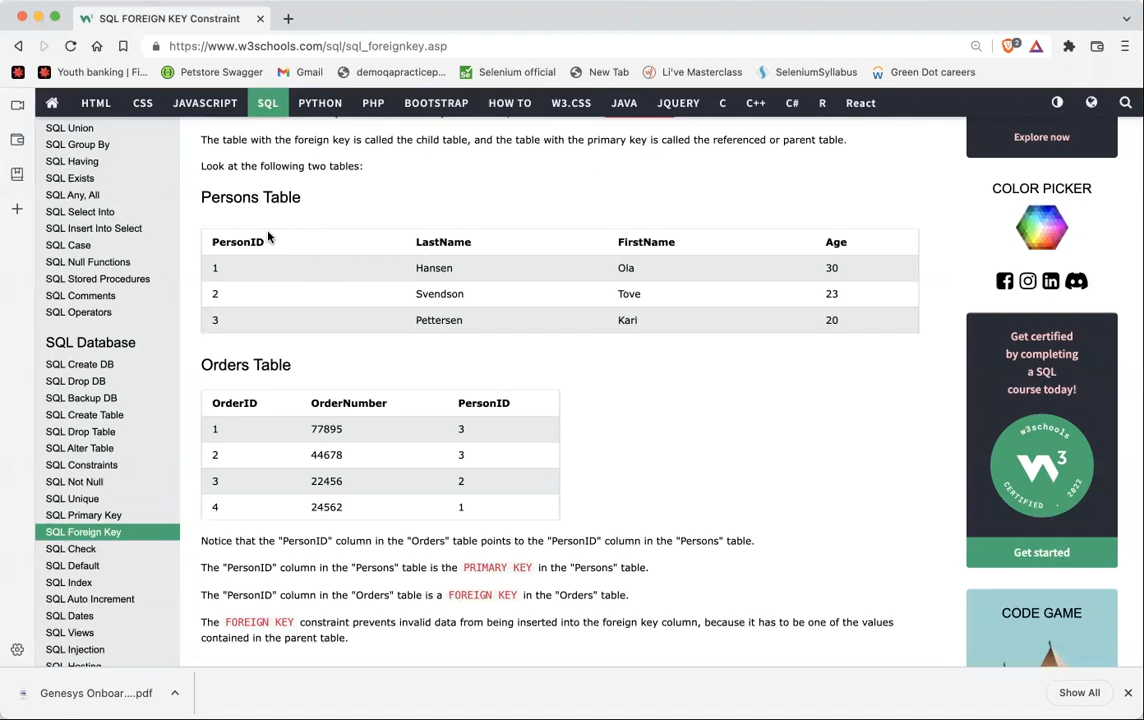 SQL FOREIGN KEY Constraint
https://www.w3schools.com/sql/sql_foreignkey.asp
2
Youth banking | Fi...
Petstore Swagger
Gmail
demoqapracticep...
Selenium official
New Tab
Li've Masterclass
SeleniumSyllabus
Green Dot careers
HTML
CSS
JAVASCRIPT
SQL
PYTHON
PHP
BOOTSTRAP
HOW TO
W3.CSS
JAVA
JQUERY
C
C++
C#
R
React
SQL Union
SQL Group By
SQL Having
SQL Exists
SQL Any, All
SQL Select Into
SQL Insert Into Select
SQL Case
SQL Null Functions
SQL Stored Procedures
SQL Comments
SQL Operators
SQL Database
SQL Create DB
SQL Drop DB
SQL Backup DB
SQL Create Table
SQL Drop Table
SQL Alter Table
SQL Constraints
SQL Not Null
SQL Unique
SQL Primary Key
SQL Foreign Key
SQL Check
SQL Default
SQL Index
SQL Auto Increment
SQL Dates
SQL Views
SQL Injection
SQL Hosting
The table with the foreign key is called the child table, and the table with the primary key is called the referenced or parent table.
Look at the following two tables:
Persons Table
PersonID LastName FirstName Age
1 Hansen Ola 30
2 Svendson Tove 23
3 Pettersen Kari 20
Orders Table
OrderID OrderNumber PersonID
1 77895 3
2 44678 3
3 22456 2
4 24562 1
Notice that the "PersonID" column in the "Orders" table points to the "PersonID" column in the "Persons" table.
The "PersonID" column in the "Persons" table is the PRIMARY KEY in the "Persons" table.
The "PersonID" column in the "Orders" table is a FOREIGN KEY in the "Orders" table.
The FOREIGN KEY constraint prevents invalid data from being inserted into the foreign key column, because it has to be one of the values
contained in the parent table.
Explore now
COLOR PICKER
Get certified
by completing
a SQL
course today!
w3schools
W3
CERTIFIED . 2022
Get started
CODE GAME
Genesys Onboar....pdf
Show All